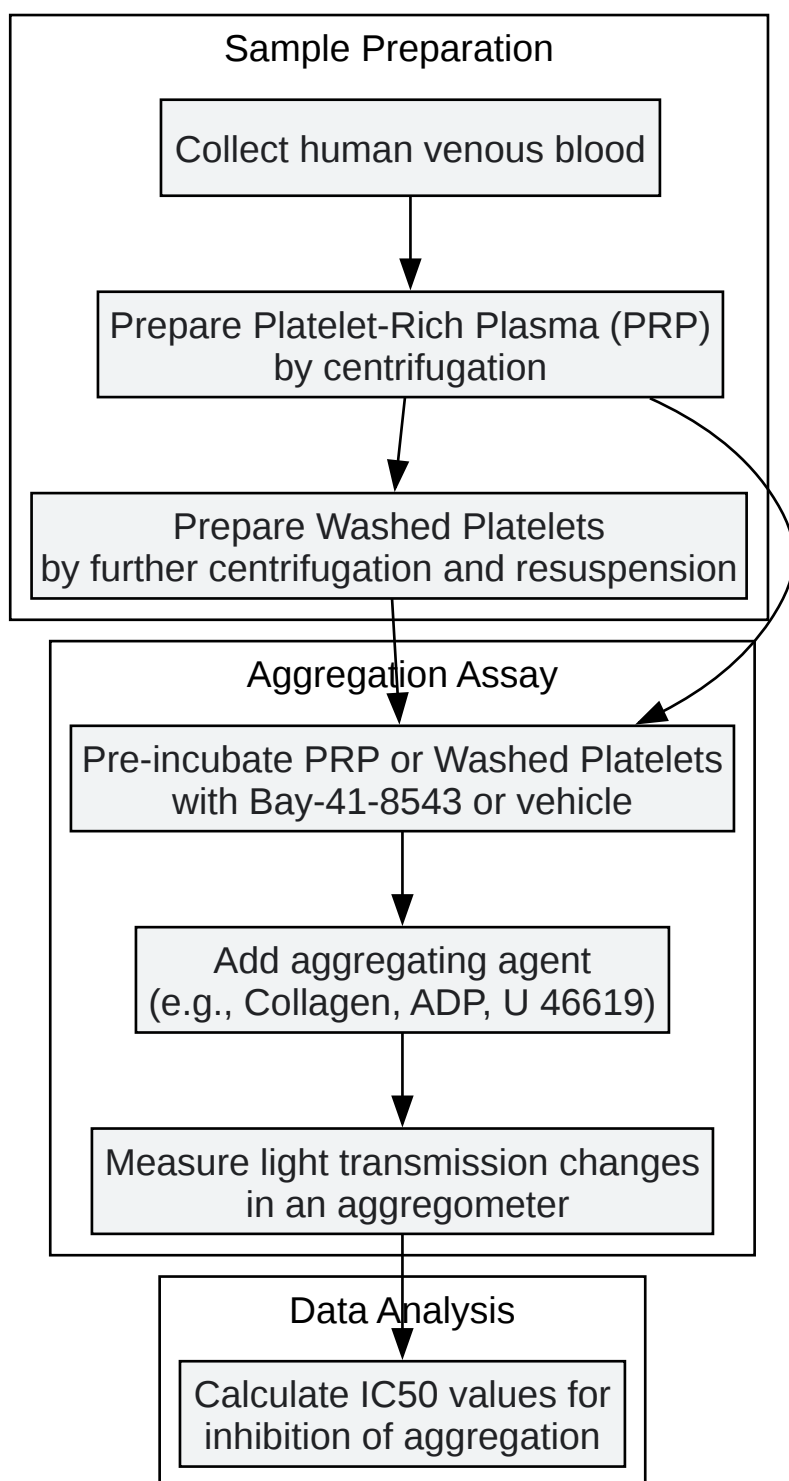 Sample Preparation
Collect human venous blood
Prepare Platelet-Rich Plasma (PRP)
by centrifugation
Prepare Washed Platelets
by further centrifugation and resuspension
Aggregation Assay
Pre-incubate PRP or Washed Platelets
with Bay-41-8543 or vehicle
Add aggregating agent
(e.g., Collagen, ADP, U 46619)
Measure light transmission changes
in an aggregometer
Data Analysis
Calculate IC50 values for
inhibition of aggregation